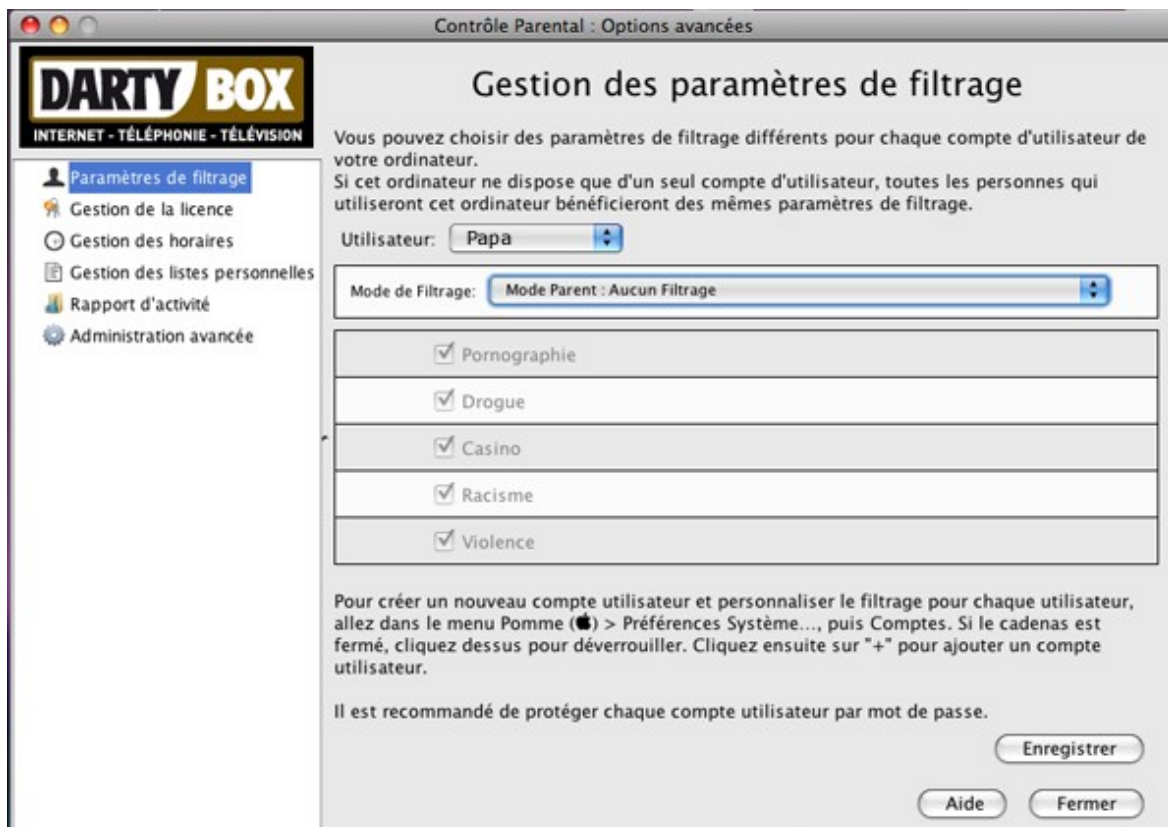 Contrôle Parental : Options avancées
DARTY BOX
INTERNET - TÉLÉPHONIE - TÉLÉVISION
Paramètres de filtrage
Gestion de la licence
Gestion des horaires
Gestion des listes personnelles
Rapport d'activité
Administration avancée
Gestion des paramètres de filtrage
Vous pouvez choisir des paramètres de filtrage différents pour chaque compte d'utilisateur de
votre ordinateur.
Si cet ordinateur ne dispose que d'un seul compte d'utilisateur, toutes les personnes qui
utiliseront cet ordinateur bénéficieront des mêmes paramètres de filtrage.
Utilisateur: Papa
Mode de Filtrage: Mode Parent : Aucun Filtrage
Pornographie
Drogue
Casino
Racisme
Violence
Pour créer un nouveau compte utilisateur et personnaliser le filtrage pour chaque utilisateur,
allez dans le menu Pomme () > Préférences Système..., puis Comptes. Si le cadenas est
fermé, cliquez dessus pour déverrouiller. Cliquez ensuite sur "+" pour ajouter un compte
utilisateur.
Il est recommandé de protéger chaque compte utilisateur par mot de passe.
Enregistrer
Aide Fermer